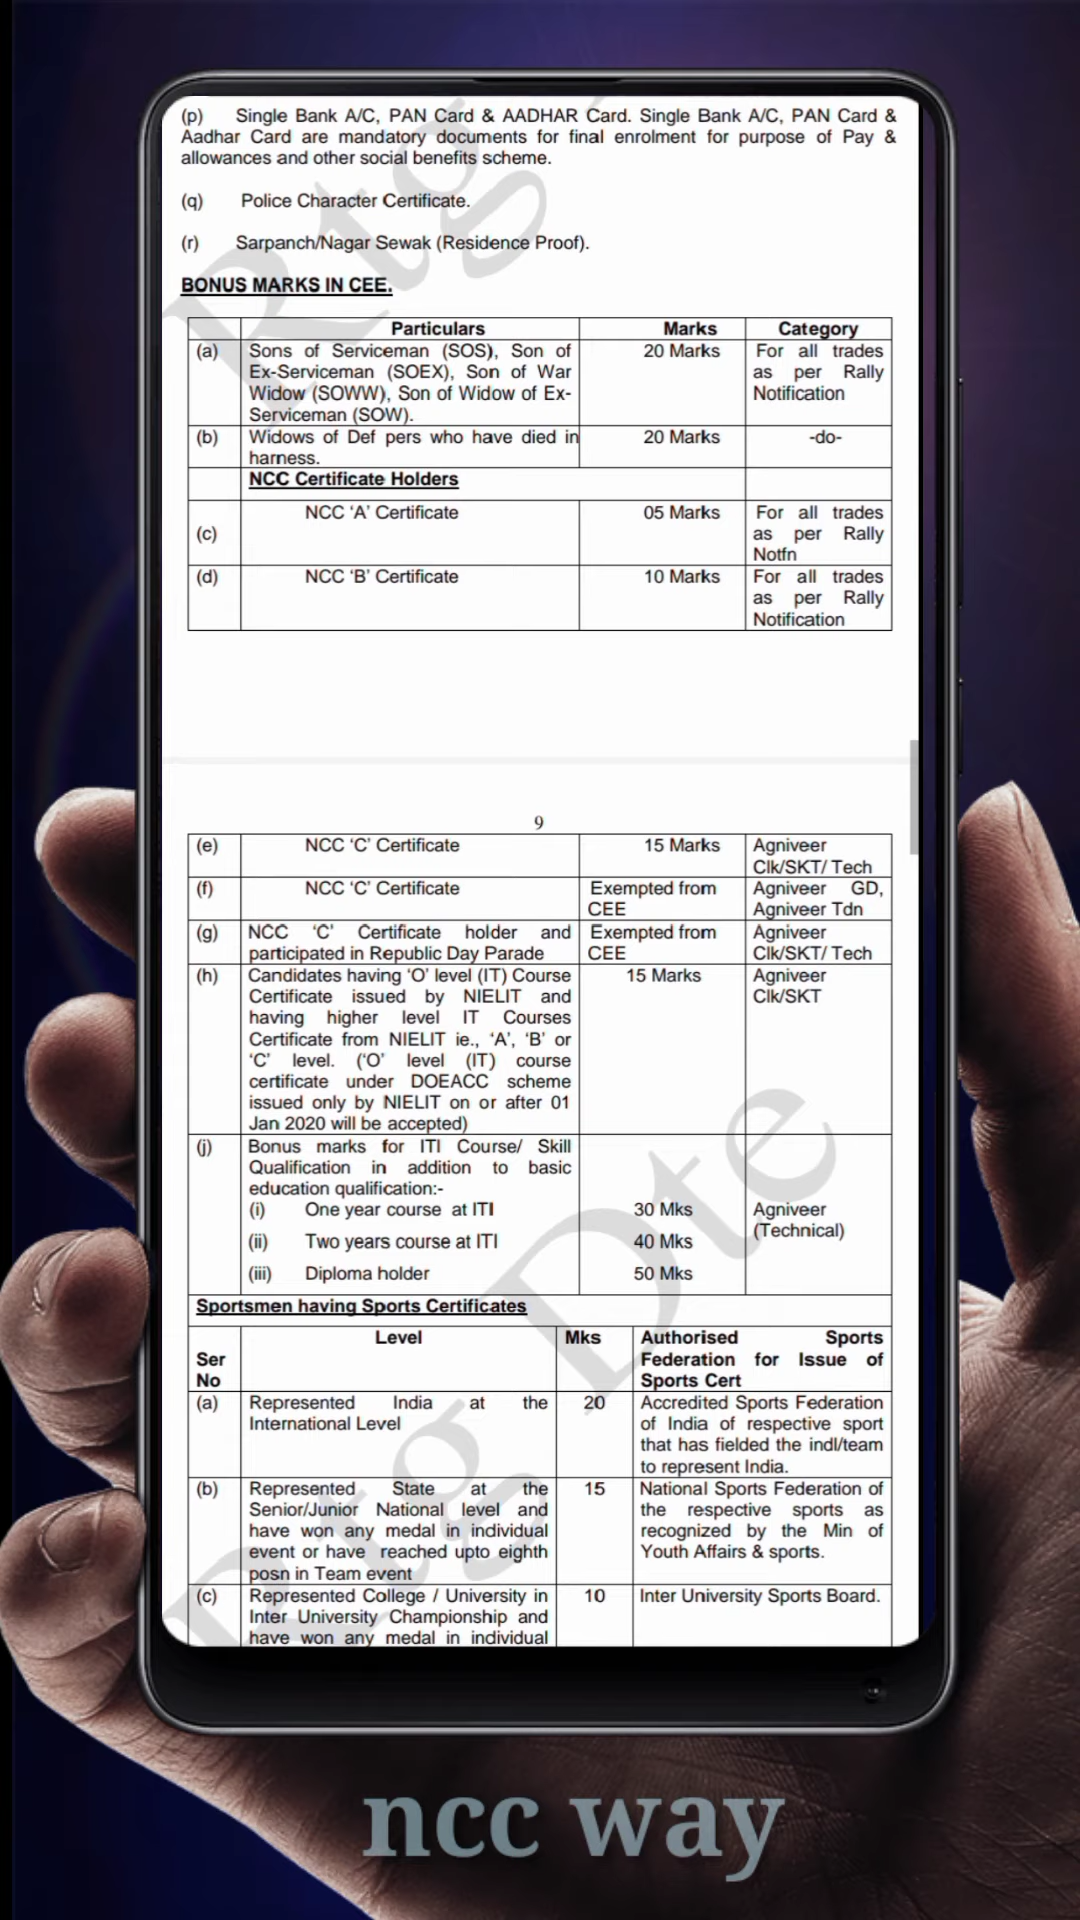 (p) Single Bank A/C, PAN Card & AADHAR Card. Single Bank A/C, PAN Card &
Aadhar Card are mandatory documents for final enrolment for purpose of Pay &
allowances and other social benefits scheme.
(q) Police Character Certificate.
(r) Sarpanch/Nagar Sewak (Residence Proof).
BONUS MARKS IN CEE.
Particulars Marks Category
(a) Sons of Serviceman (SOS), Son of 20 Marks For all trades
Ex-Serviceman (SOEX), Son of War as per Rally
Widow (SOWW), Son of Widow of Ex- Notification
Serviceman (SOW).
(b) Widows of Def pers who have died in 20 Marks -do-
harness.
NCC Certificate Holders
NCC ‘A’ Certificate 05 Marks For all trades
(c) as per Rally
Notfn
(d) NCC ‘B’ Certificate 10 Marks For all trades
as per Rally
Notification
9
(e) NCC ‘C’ Certificate 15 Marks Agniveer
Clk/SKT/ Tech
(f) NCC ‘C’ Certificate Exempted from Agniveer GD,
CEE Agniveer Tdn
(g) NCC ‘C’ Certificate holder and Exempted from Agniveer
participated in Republic Day Parade CEE Clk/SKT/ Tech
(h) Candidates having ‘O’ level (IT) Course 15 Marks Agniveer
Certificate issued by NIELIT and Clk/SKT
having higher level IT Courses
Certificate from NIELIT ie., ‘A’, ‘B’ or
‘C’ level. (‘O’ level (IT) course
certificate under DOEACC scheme
issued only by NIELIT on or after 01
Jan 2020 will be accepted)
(j) Bonus marks for ITI Course/ Skill
Qualification in addition to basic
education qualification:-
(i) One year course at ITI 30 Mks Agniveer
(Technical)
(ii) Two years course at ITI 40 Mks
(iii) Diploma holder 50 Mks
Sportsmen having Sports Certificates
Level Mks Authorised Sports
Ser Federation for Issue of
No Sports Cert
(a) Represented India at the 20 Accredited Sports Federation
International Level of India of respective sport
that has fielded the indl/team
to represent India.
(b) Represented State at the 15 National Sports Federation of
Senior/Junior National level and the respective sports as
have won any medal in individual recognized by the Min of
event or have reached upto eighth Youth Affairs & sports.
posn in Team event
(c) Represented College / University in 10 Inter University Sports Board.
Inter University Championship and
have won any medal in individual
Rtg
Rtg Dte
ncc way